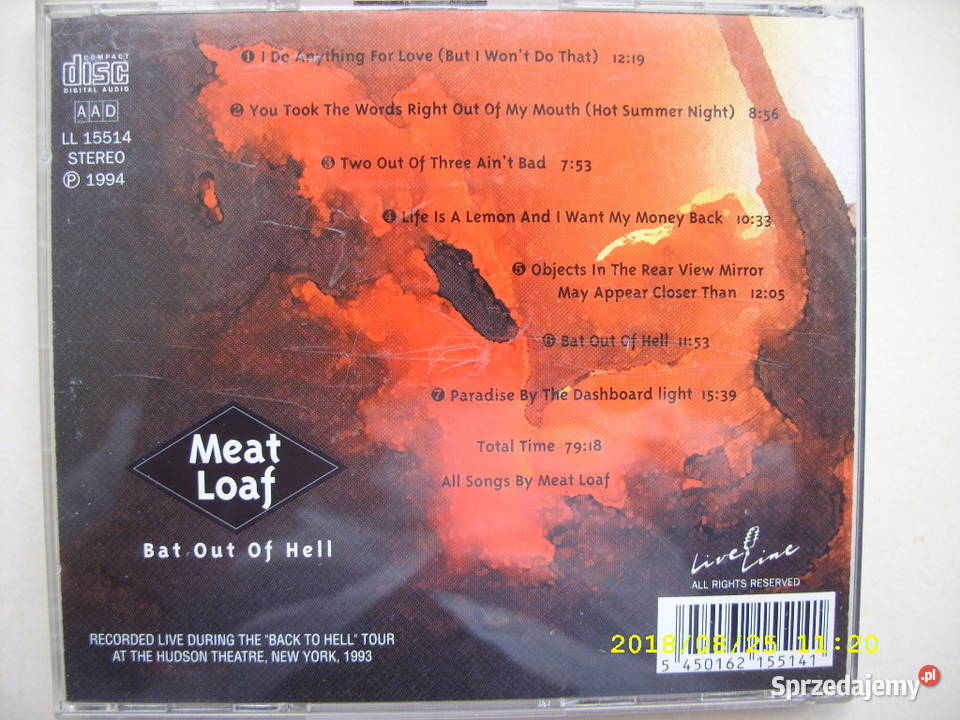 COMPACT
disc
DIGITAL AUDIO
AAD
LL 15514
STEREO
℗ 1994
❶ I Do Anything For Love (But I Won't Do That) 12:19
❷ You Took The Words Right Out Of My Mouth (Hot Summer Night) 8:56
❸ Two Out Of Three Ain't Bad 7:53
❹ Life Is A Lemon And I Want My Money Back 10:33
❺ Objects In The Rear View Mirror
May Appear Closer Than 12:05
❻ Bat Out Of Hell 11:53
❼ Paradise By The Dashboard light 15:39
Total Time 79:18
All Songs By Meat Loaf
Meat
Loaf
Bat Out Of Hell
Live Line
ALL RIGHTS RESERVED
RECORDED LIVE DURING THE "BACK TO HELL" TOUR
AT THE HUDSON THEATRE, NEW YORK, 1993
2018/08/25 11:20
5 450162 155141
Sprzedajemy.pl